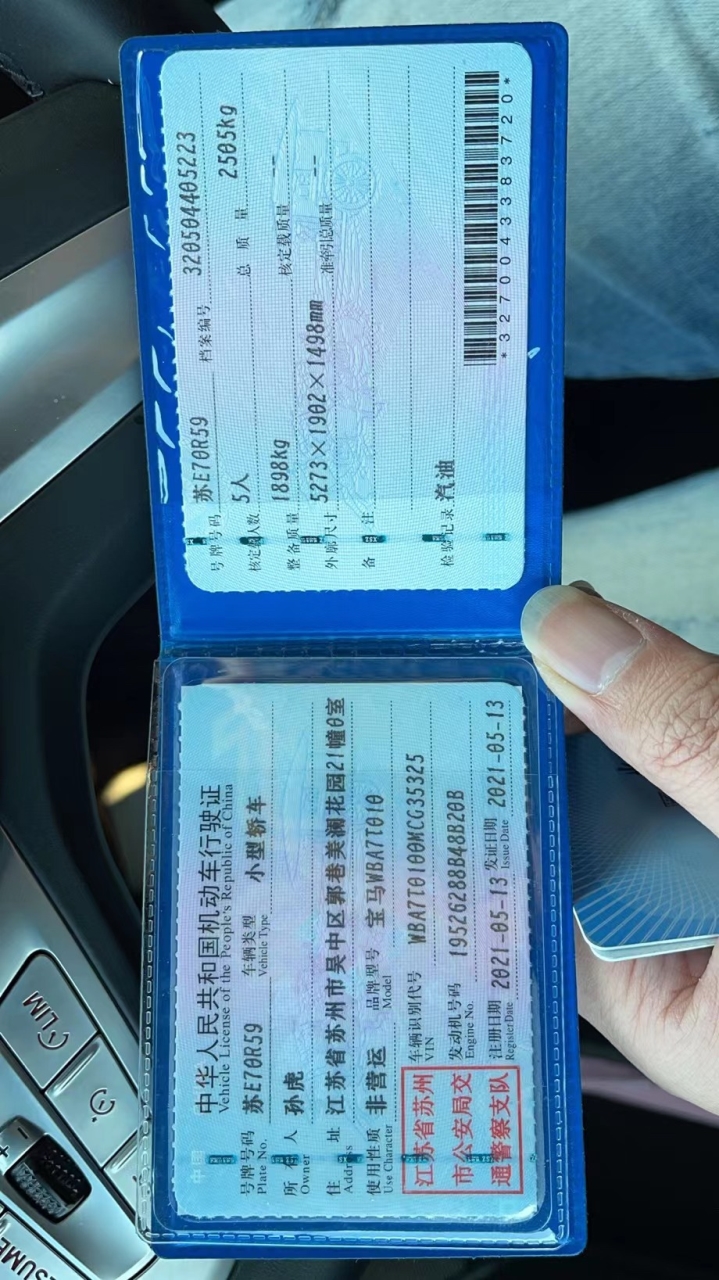 中华人民共和国机动车行驶证
Vehicle License of the People's Republic of China
号牌号码 苏E70R59 车辆类型 小型轿车
Plate No. Vehicle Type
所有人 孙虎
Owner
住址 江苏省苏州市吴中区郭巷美澜花园21幢0室
Address
使用性质 非营运 品牌型号 宝马WBA7T010
Use Character Model
江苏省苏州
市公安局交
通警察支队
车辆识别代号 WBA7T0100MCG35325
VIN
发动机号码 19526288B48B20B
Engine No.
注册日期 2021-05-13 发证日期 2021-05-13
Register Date Issue Date
号牌号码 苏E70R59 档案编号 320504405223
核定载人数 5人 总质量 2505kg
整备质量 1898kg 核定载质量 --
外廓尺寸 5273×1902×1498mm 准牵引总质量 --
备注
检验记录 汽油
*3270043383720*
LIM